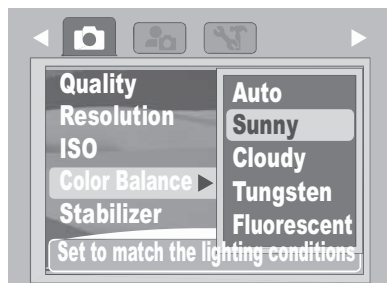 Quality
Resolution
ISO
Color Balance
Stabilizer
Auto
Sunny
Cloudy
Tungsten
Fluorescent
Set to match the lighting conditions